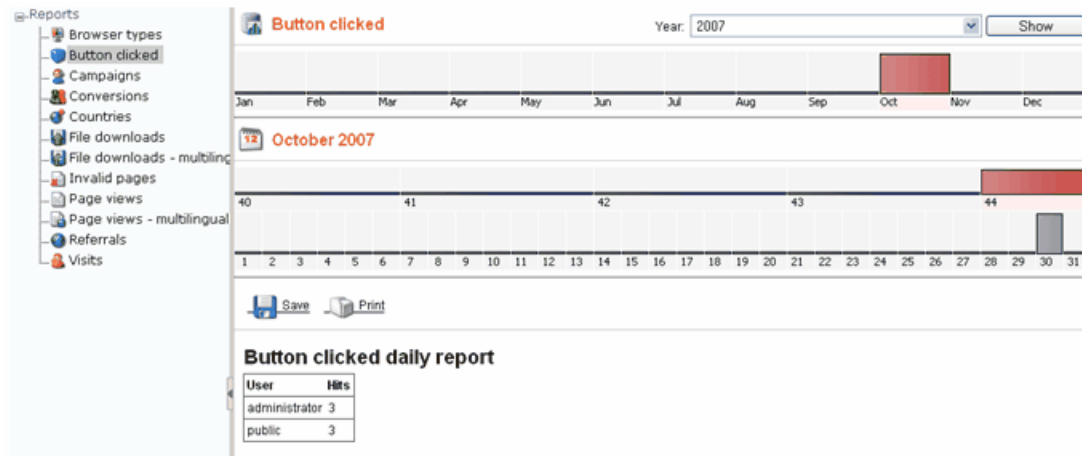 Reports
Browser types
Button clicked
Campaigns
Conversions
Countries
File downloads
File downloads - multiling
Invalid pages
Page views
Page views - multilingual
Referrals
Visits
Button clicked Year: 2007 Show
Jan Feb Mar Apr May Jun Jul Aug Sep Oct Nov Dec
12 October 2007
40 41 42 43 44
1 2 3 4 5 6 7 8 9 10 11 12 13 14 15 16 17 18 19 20 21 22 23 24 25 26 27 28 29 30 31
Save Print
Button clicked daily report
User Hits
administrator 3
public 3